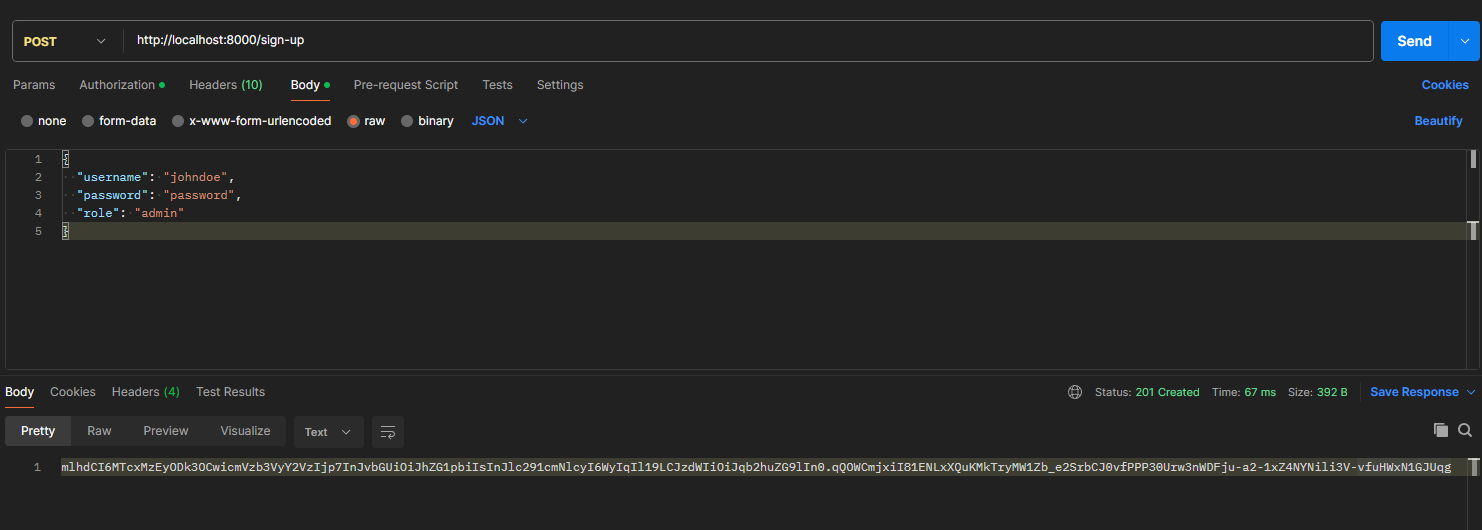 POST http://localhost:8000/sign-up Send
Params Authorization Headers (10) Body Pre-request Script Tests Settings Cookies
none form-data x-www-form-urlencoded raw binary JSON Beautify
1 {
2 "username": "johndoe",
3 "password": "password",
4 "role": "admin"
5 }
Body Cookies Headers (4) Test Results Status: 201 Created Time: 67 ms Size: 392 B Save Response
Pretty Raw Preview Visualize Text
1 mlhdCI6MTcxMzEyODk3OCwicmVzb3VyY2VzIjp7InJvbGUiOiJhZG1pbiIsInJlc291cmNlcyI6WyIqIl19LCJzdWIiOiJqb2huZG9lIn0.qQOWCmjxiI81ENLxXQuKMkTryMW1Zb_e2SrbCJ0vfPPP30Urw3nWDFju-a2-1xZ4NYNili3V-vfuHWxN1GJUqg